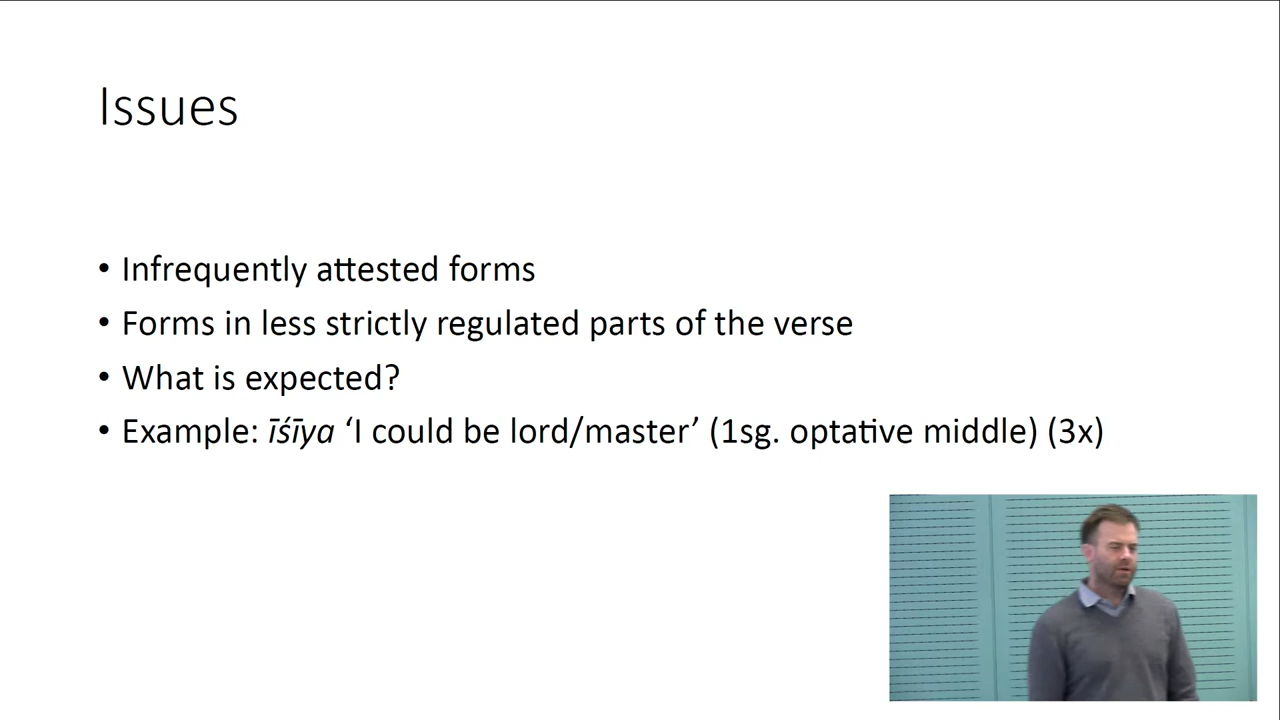 Issues
• Infrequently attested forms
• Forms in less strictly regulated parts of the verse
• What is expected?
• Example: īśīya ‘I could be lord/master’ (1sg. optative middle) (3x)